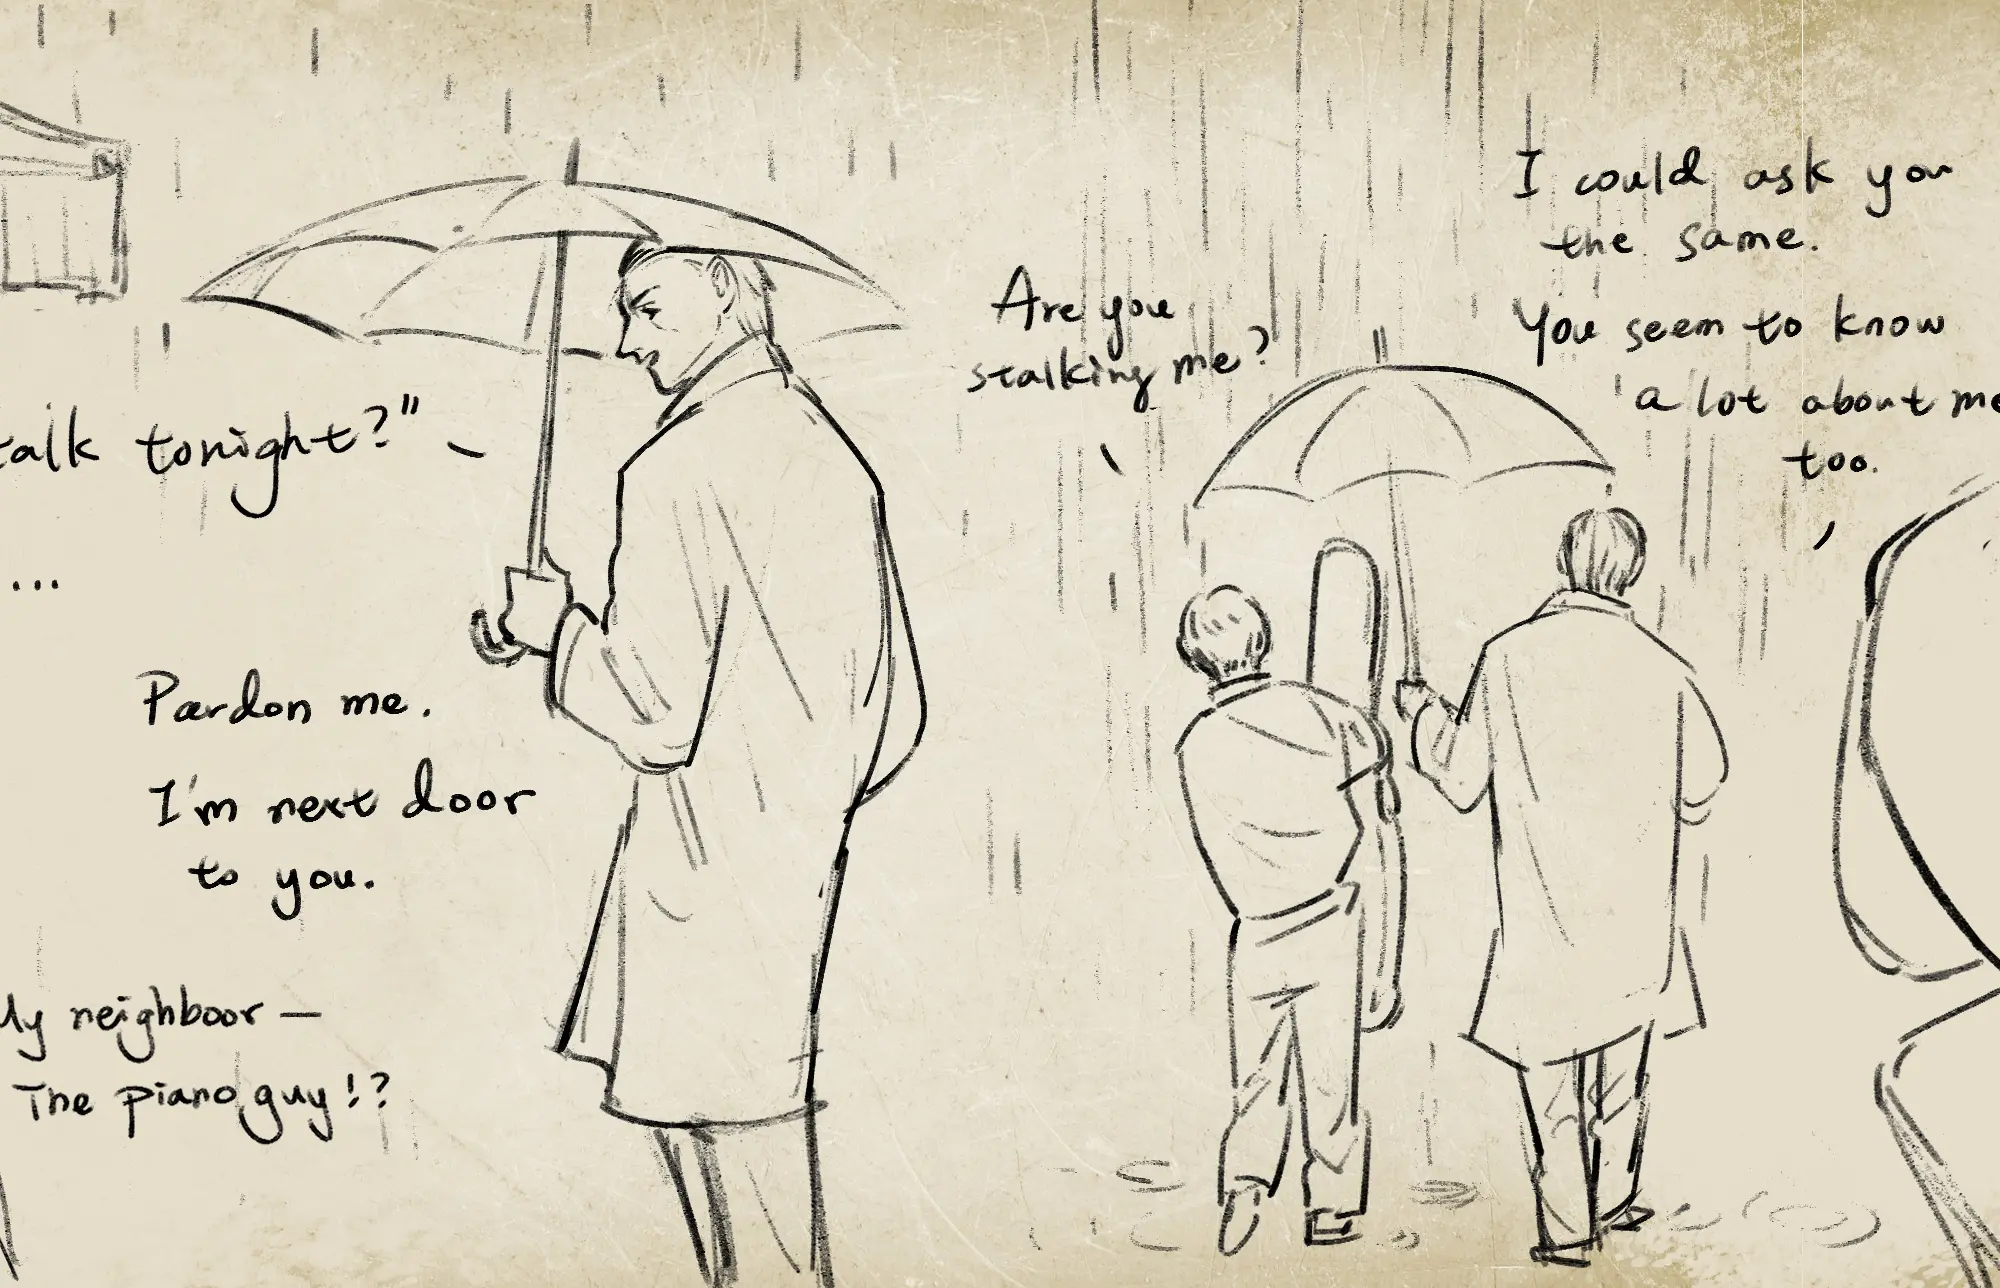 talk tonight?"
...
Pardon me.
I'm next door
to you.
My neighboor —
The piano guy!?
Are you
stalking me?
I could ask you
the same.
You seem to know
a lot about me
too.